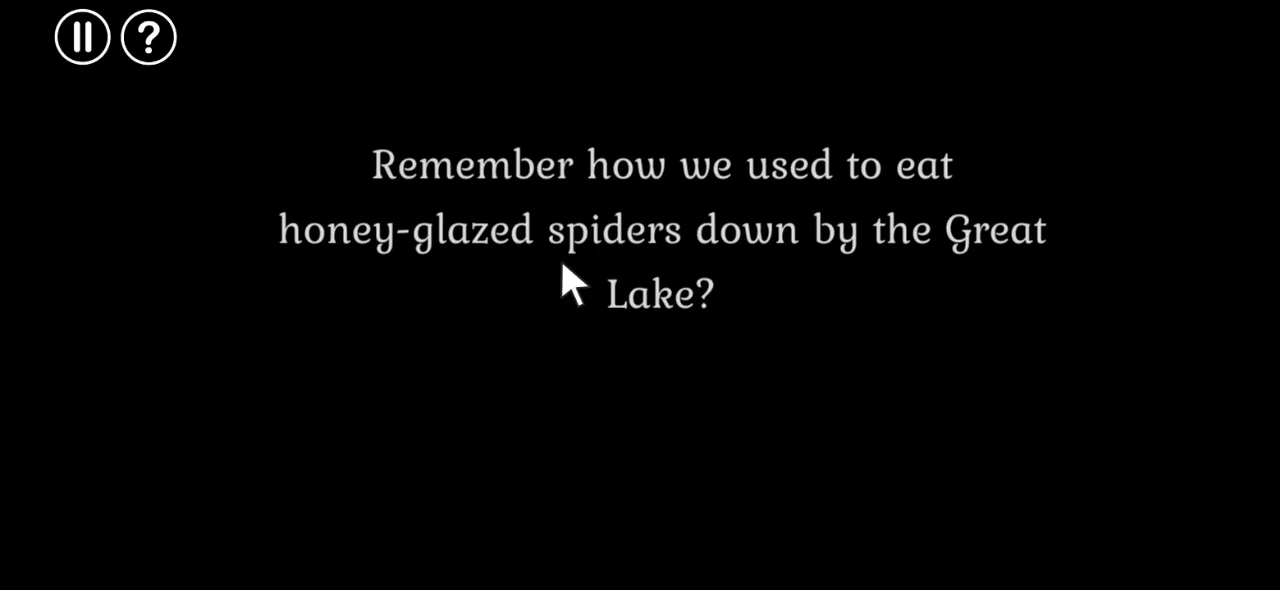 Remember how we used to eat
honey-glazed spiders down by the Great
Lake?